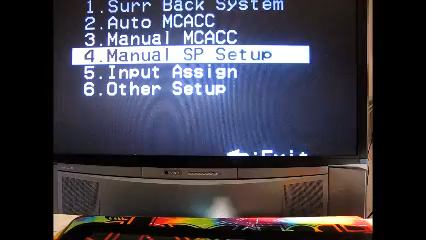 1.Surr Back System
2.Auto MCACC
3.Manual MCACC
4.Manual SP Setup
5.Input Assign
6.Other Setup
:Exit